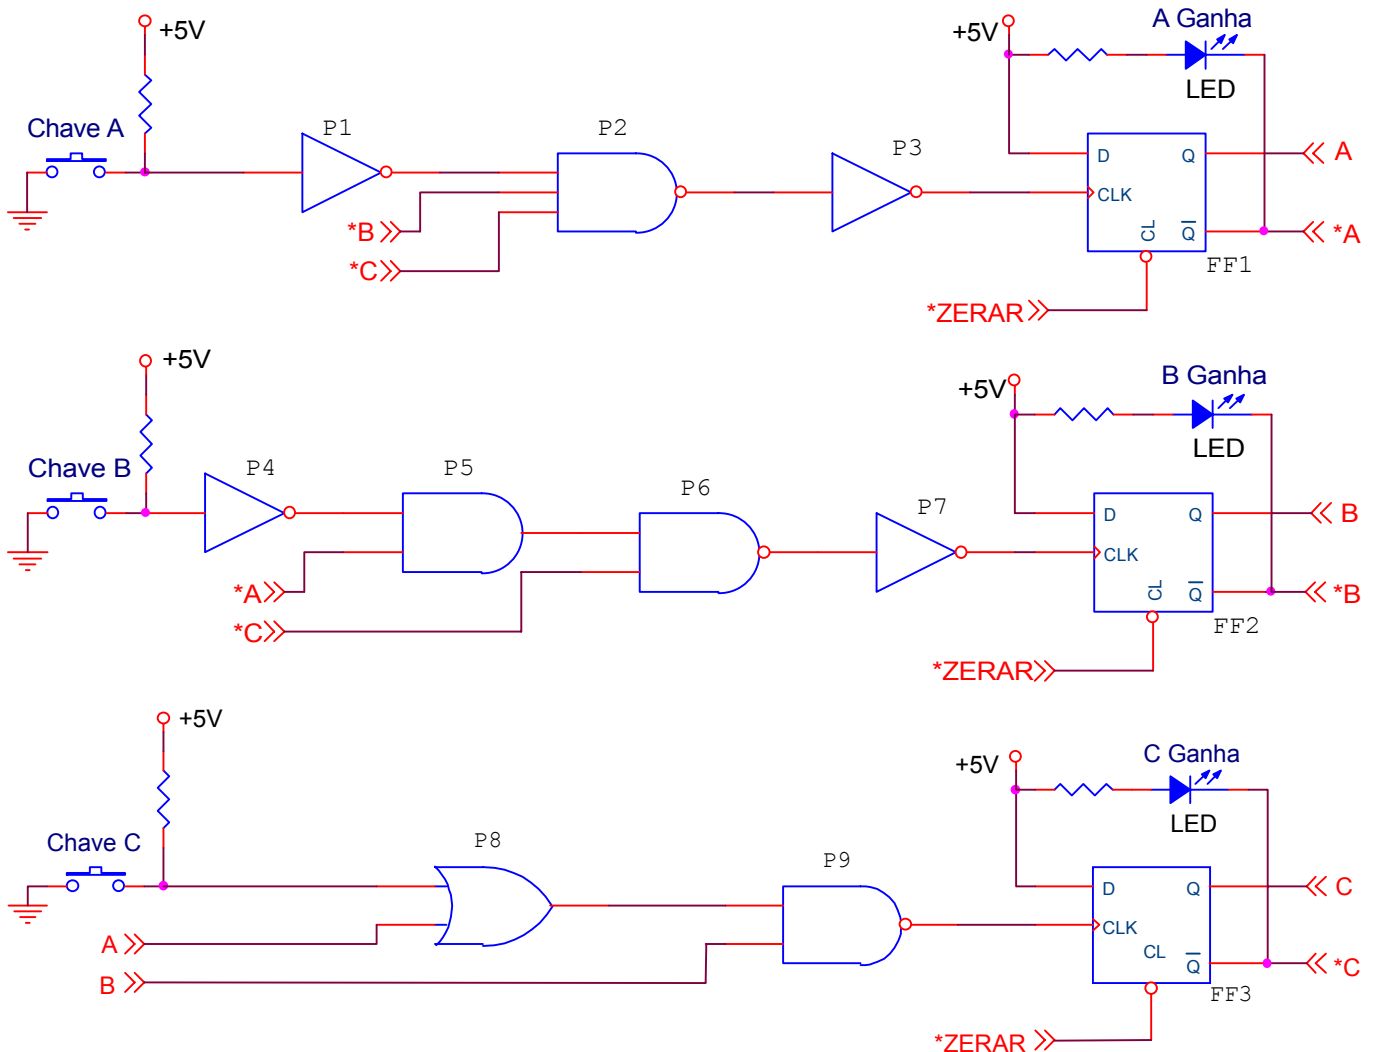 +5V
Chave A
P1
*B
*C
P2
P3
+5V
A Ganha
LED
D
Q
CLK
CL
Q
FF1
A
*A
*ZERAR
+5V
Chave B
P4
P5
*A
*C
P6
P7
+5V
B Ganha
LED
D
Q
CLK
CL
Q
FF2
B
*B
*ZERAR
+5V
Chave C
P8
A
B
P9
+5V
C Ganha
LED
D
Q
CLK
CL
Q
FF3
C
*C
*ZERAR